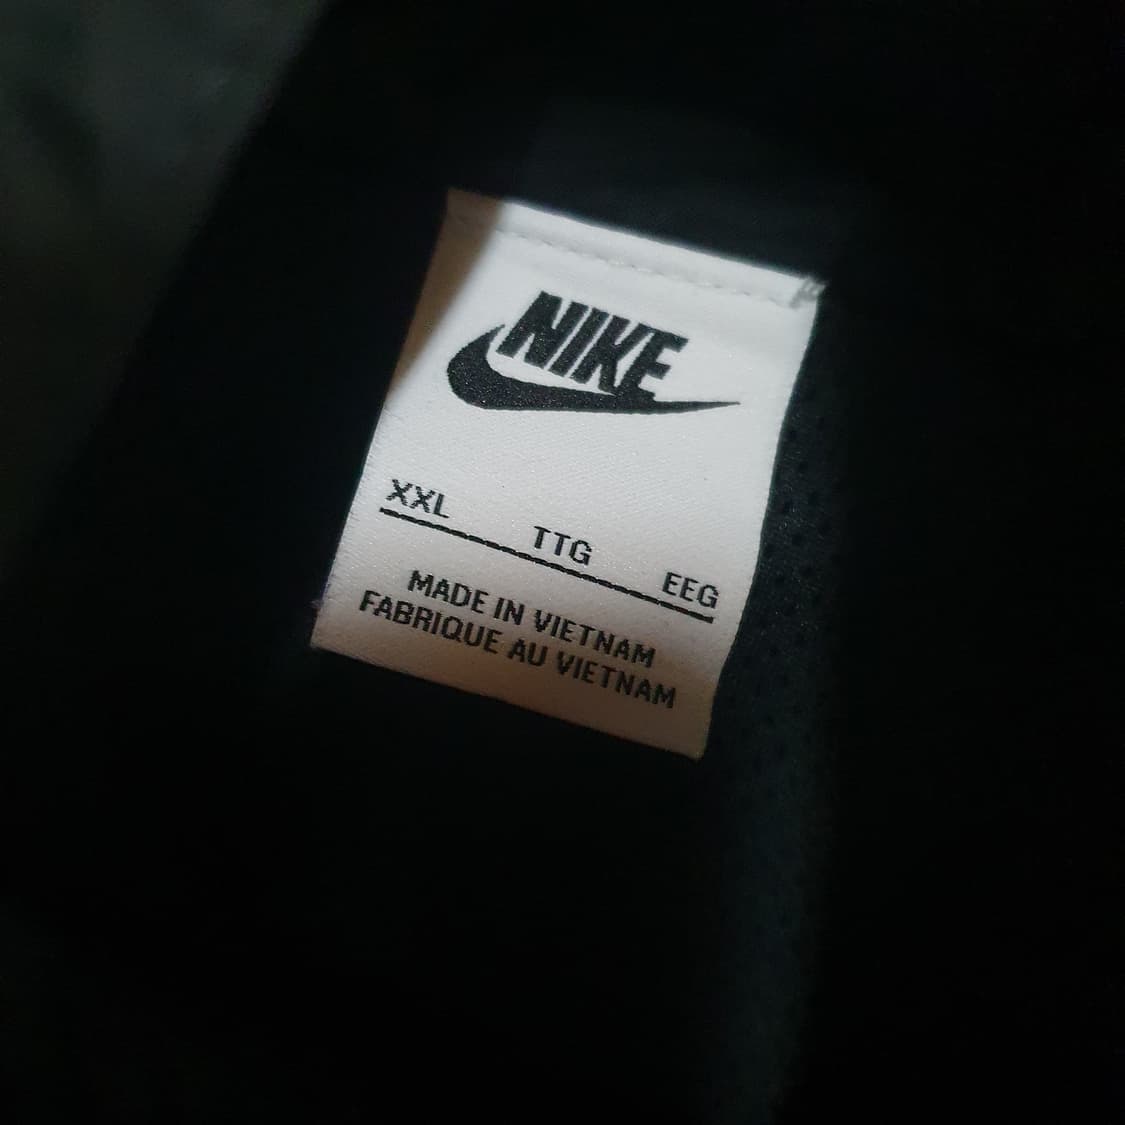 NIKE
XXL TTG EEG
MADE IN VIETNAM
FABRIQUE AU VIETNAM